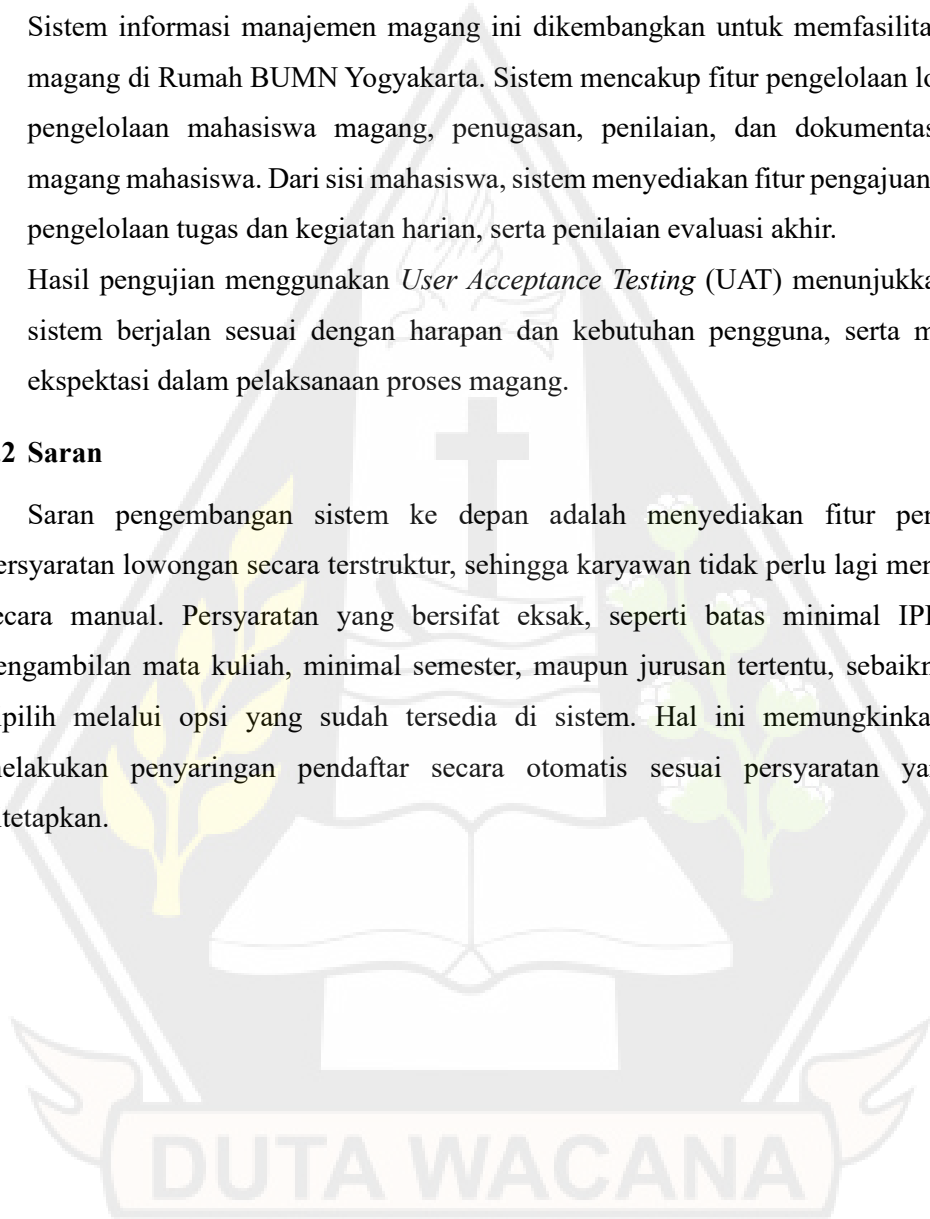 Sistem informasi manajemen magang ini dikembangkan untuk memfasilita
magang di Rumah BUMN Yogyakarta. Sistem mencakup fitur pengelolaan lo
pengelolaan mahasiswa magang, penugasan, penilaian, dan dokumentas
magang mahasiswa. Dari sisi mahasiswa, sistem menyediakan fitur pengajuan
pengelolaan tugas dan kegiatan harian, serta penilaian evaluasi akhir.
Hasil pengujian menggunakan User Acceptance Testing (UAT) menunjukka
sistem berjalan sesuai dengan harapan dan kebutuhan pengguna, serta m
ekspektasi dalam pelaksanaan proses magang.
.2 Saran
Saran pengembangan sistem ke depan adalah menyediakan fitur pen
ersyaratan lowongan secara terstruktur, sehingga karyawan tidak perlu lagi men
ecara manual. Persyaratan yang bersifat eksak, seperti batas minimal IPI
engambilan mata kuliah, minimal semester, maupun jurusan tertentu, sebaikn
ipilih melalui opsi yang sudah tersedia di sistem. Hal ini memungkinka
nelakukan penyaringan pendaftar secara otomatis sesuai persyaratan ya
itetapkan.
DUTA WACANA